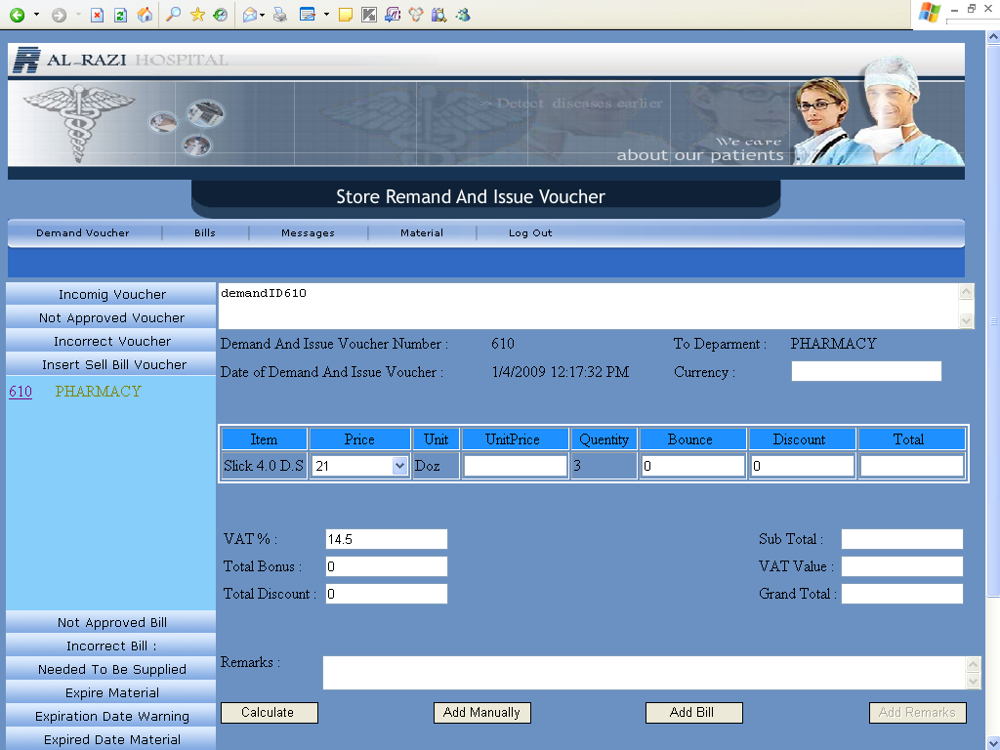 AL-RAZI HOSPITAL
>> Detect diseases earlier
We care
about our patients
Store Remand And Issue Voucher
Demand Voucher Bills Messages Material Log Out
Incomig Voucher
Not Approved Voucher
Incorrect Voucher
Insert Sell Bill Voucher
610 PHARMACY
Not Approved Bill
Incorrect Bill :
Needed To Be Supplied
Expire Material
Expiration Date Warning
Expired Date Material
demandID610
Demand And Issue Voucher Number : 610 To Deparment : PHARMACY
Date of Demand And Issue Voucher : 1/4/2009 12:17:32 PM Currency :
Item Price Unit UnitPrice Quantity Bounce Discount Total
Slick 4.0 D.S 21 Doz 3 0 0
VAT % : 14.5 Sub Total :
Total Bonus : 0 VAT Value :
Total Discount : 0 Grand Total :
Remarks :
Calculate Add Manually Add Bill Add Remarks